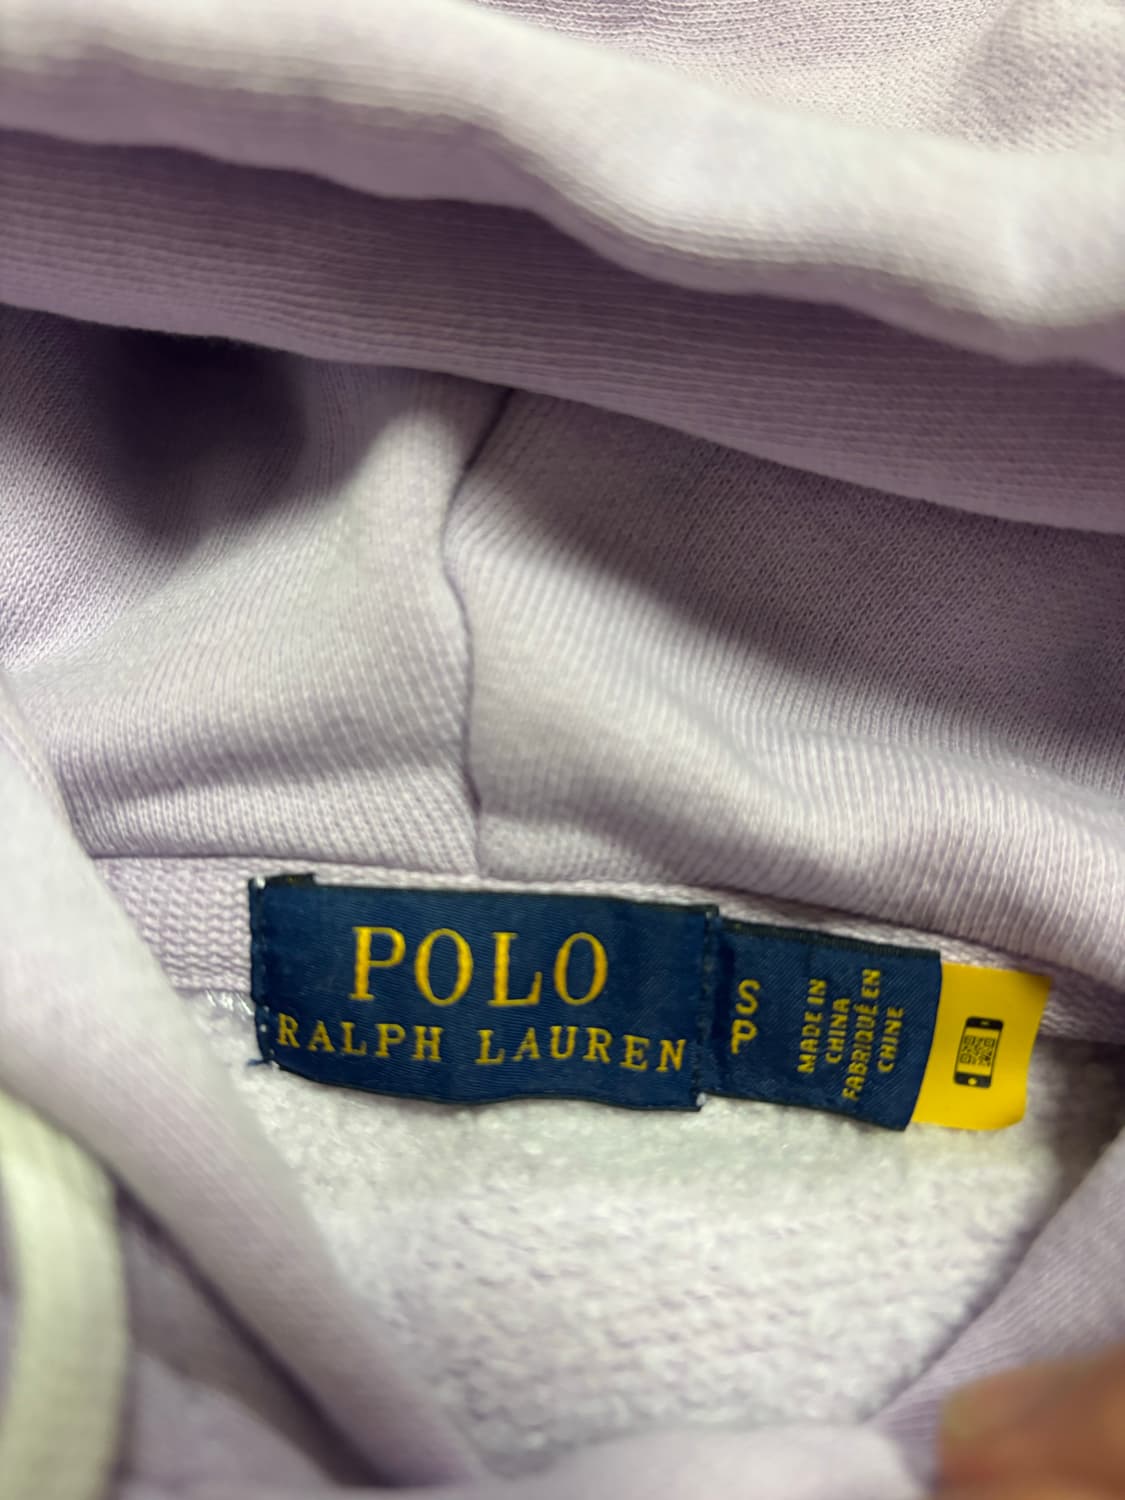 POLO
RALPH LAUREN
S
P
MADE IN
CHINA
FABRIQUÉ EN
CHINE